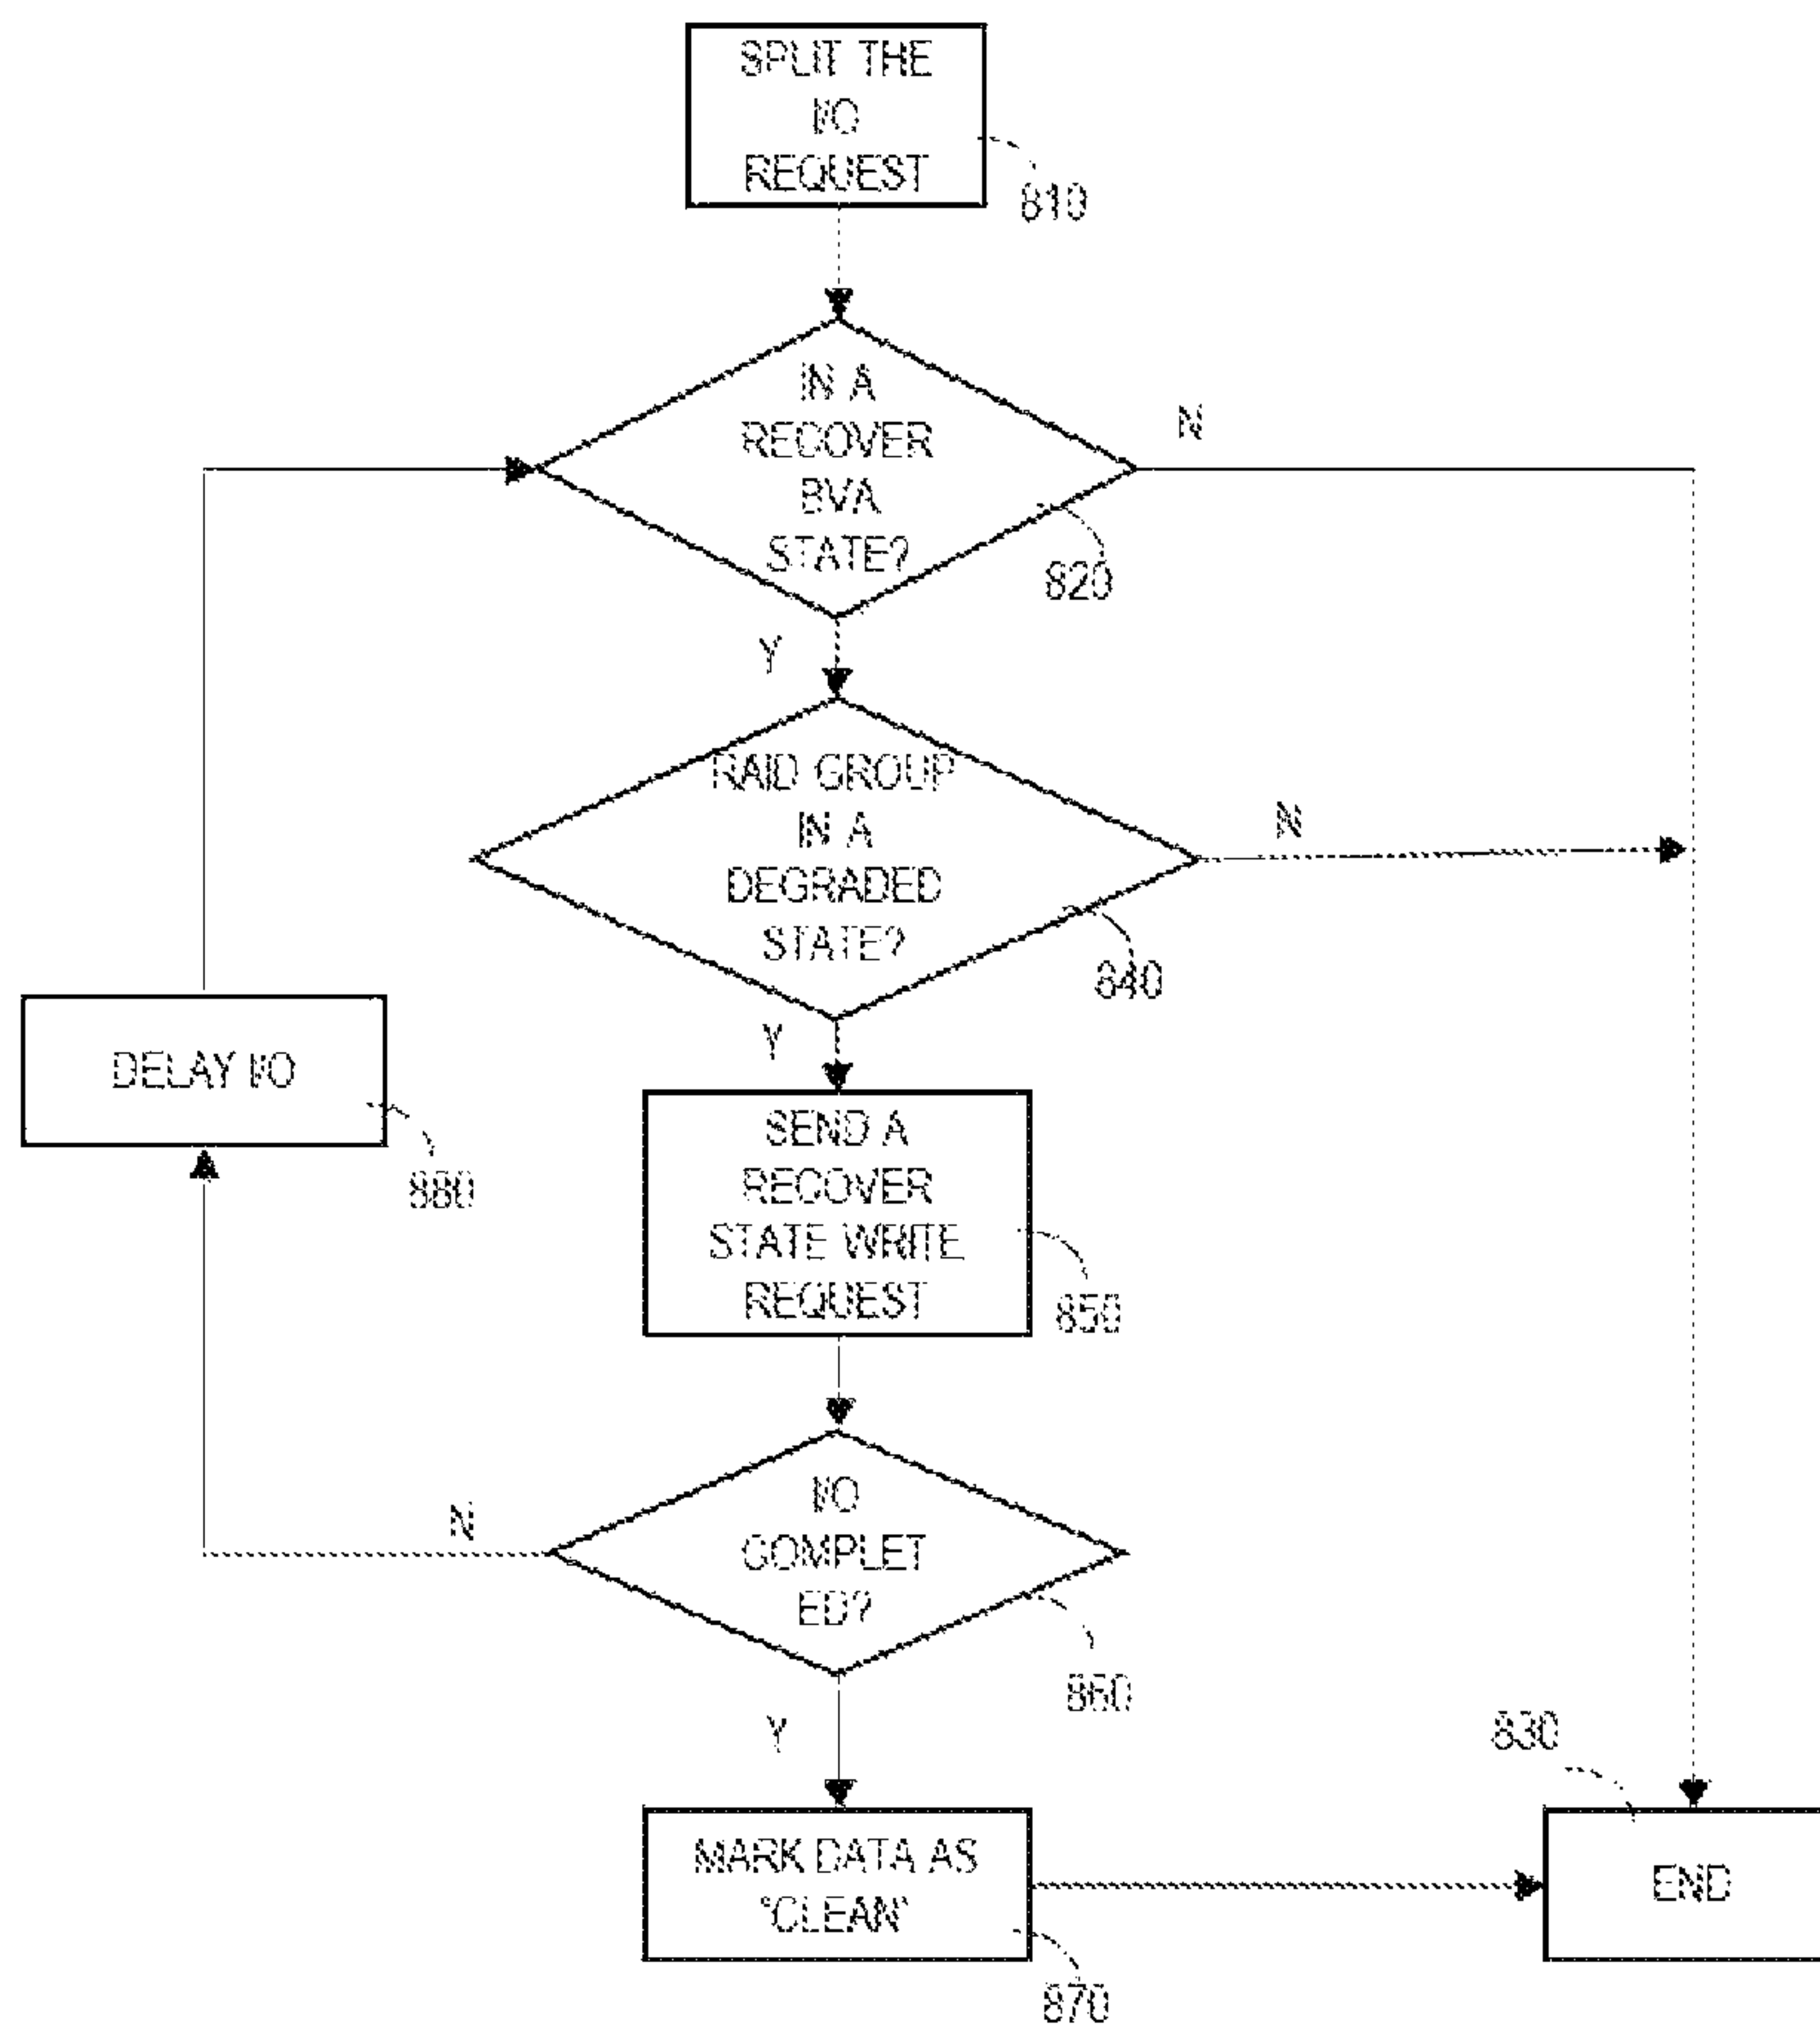 SPLIT THE
I/O
REQUEST
810
IN A
RECOVER
BVA
STATE?
N
820
Y
RAID GROUP
IN A
DEGRADED
STATE?
N
840
Y
DELAY I/O
880
SEND A
RECOVER
STATE WRITE
REQUEST
850
I/O
COMPLET
ED?
N
860
Y
830
MARK DATA AS
'CLEAN'
870
END